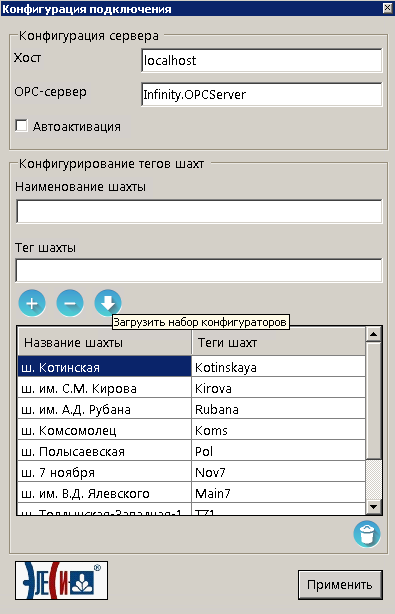 Конфигурация подключения
Конфигурация сервера
Хост
localhost
OPC-сервер
Infinity.OPCServer
Автоактивация
Конфигурирование тегов шахт
Наименование шахты
Тег шахты
Загрузить набор конфигураторов
Название шахты Теги шахт
ш. Котинская Kotinskaya
ш. им. С.М. Кирова Kirova
ш. им. А.Д. Рубана Rubana
ш. Комсомолец Koms
ш. Полысаевская Pol
ш. 7 ноября Nov7
ш. им. В.Д. Ялевского Main7
ш. Талдинская-Западная-1 TZ1
ЭЛЕСИ ®
Применить